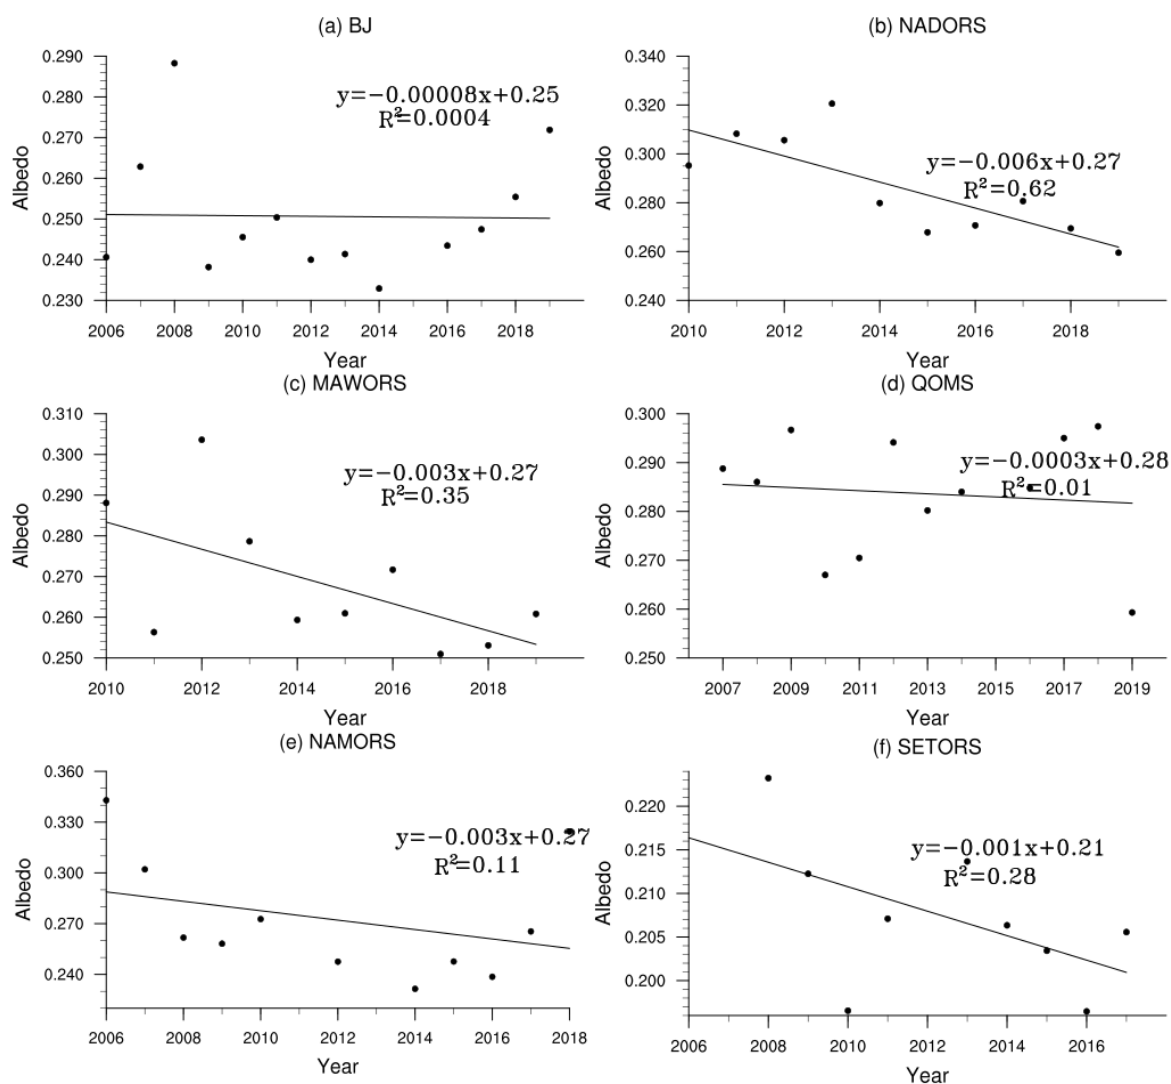 (a) BJ
0.290
0.280
0.270
0.260
0.250
0.240
0.230
Albedo
y=−0.00008x+0.25
R²=0.0004
2006 2008 2010 2012 2014 2016 2018
Year
(b) NADORS
0.340
0.320
0.300
0.280
0.260
0.240
Albedo
y=−0.006x+0.27
R²=0.62
2010 2012 2014 2016 2018
Year
(c) MAWORS
0.310
0.300
0.290
0.280
0.270
0.260
0.250
Albedo
y=−0.003x+0.27
R²=0.35
2010 2012 2014 2016 2018
Year
(d) QOMS
0.300
0.290
0.280
0.270
0.260
0.250
Albedo
y=−0.0003x+0.28
R²=0.01
2007 2009 2011 2013 2015 2017 2019
Year
(e) NAMORS
0.360
0.330
0.300
0.270
0.240
Albedo
y=−0.003x+0.27
R²=0.11
2006 2008 2010 2012 2014 2016 2018
Year
(f) SETORS
0.220
0.215
0.210
0.205
0.200
Albedo
y=−0.001x+0.21
R²=0.28
2006 2008 2010 2012 2014 2016
Year